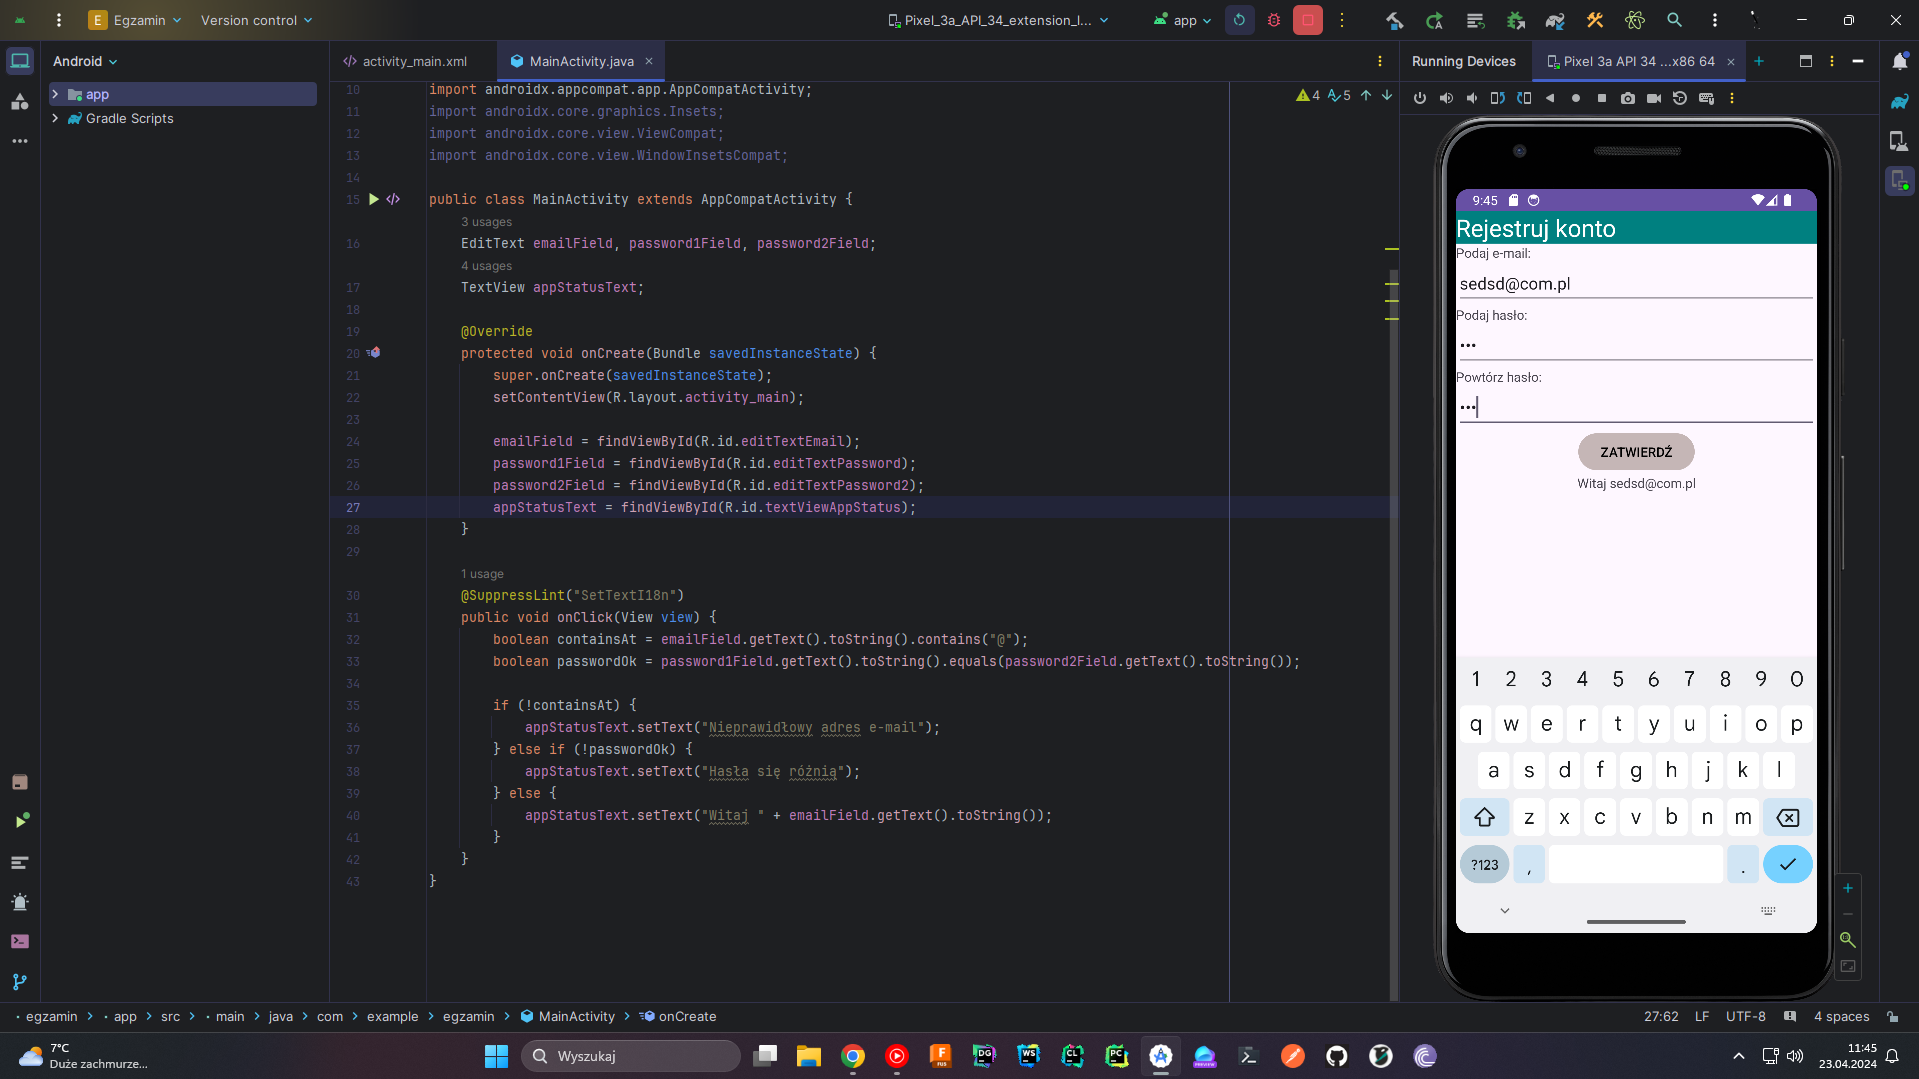 E Egzamin Version control Pixel_3a_API_34_extension_l... app
Android
app
Gradle Scripts
activity_main.xml MainActivity.java
4 5
10 import androidx.appcompat.app.AppCompatActivity;
11 import androidx.core.graphics.Insets;
12 import androidx.core.view.ViewCompat;
13 import androidx.core.view.WindowInsetsCompat;
14
15 public class MainActivity extends AppCompatActivity {
3 usages
16 EditText emailField, password1Field, password2Field;
4 usages
17 TextView appStatusText;
18
19 @Override
20 protected void onCreate(Bundle savedInstanceState) {
21 super.onCreate(savedInstanceState);
22 setContentView(R.layout.activity_main);
23
24 emailField = findViewById(R.id.editTextEmail);
25 password1Field = findViewById(R.id.editTextPassword);
26 password2Field = findViewById(R.id.editTextPassword2);
27 appStatusText = findViewById(R.id.textViewAppStatus);
28 }
29
1 usage
30 @SuppressLint("SetTextI18n")
31 public void onClick(View view) {
32 boolean containsAt = emailField.getText().toString().contains("@");
33 boolean passwordOk = password1Field.getText().toString().equals(password2Field.getText().toString());
34
35 if (!containsAt) {
36 appStatusText.setText("Nieprawidłowy adres e-mail");
37 } else if (!passwordOk) {
38 appStatusText.setText("Hasła się różnią");
39 } else {
40 appStatusText.setText("Witaj " + emailField.getText().toString());
41 }
42 }
43 }
Running Devices Pixel 3a API 34 ...x86 64
9:45
Rejestruj konto
Podaj e-mail:
sedsd@com.pl
Podaj hasło:
•••
Powtórz hasło:
•••
ZATWIERDŹ
Witaj sedsd@com.pl
1 2 3 4 5 6 7 8 9 0
q w e r t y u i o p
a s d f g h j k l
z x c v b n m
?123 , .
egzamin > app > src > main > java > com > example > egzamin > MainActivity > onCreate
27:62 LF UTF-8 4 spaces
7°C
Duże zachmurze...
Wyszukaj
FUS DG WS CL PC PREVIEW
11:45
23.04.2024